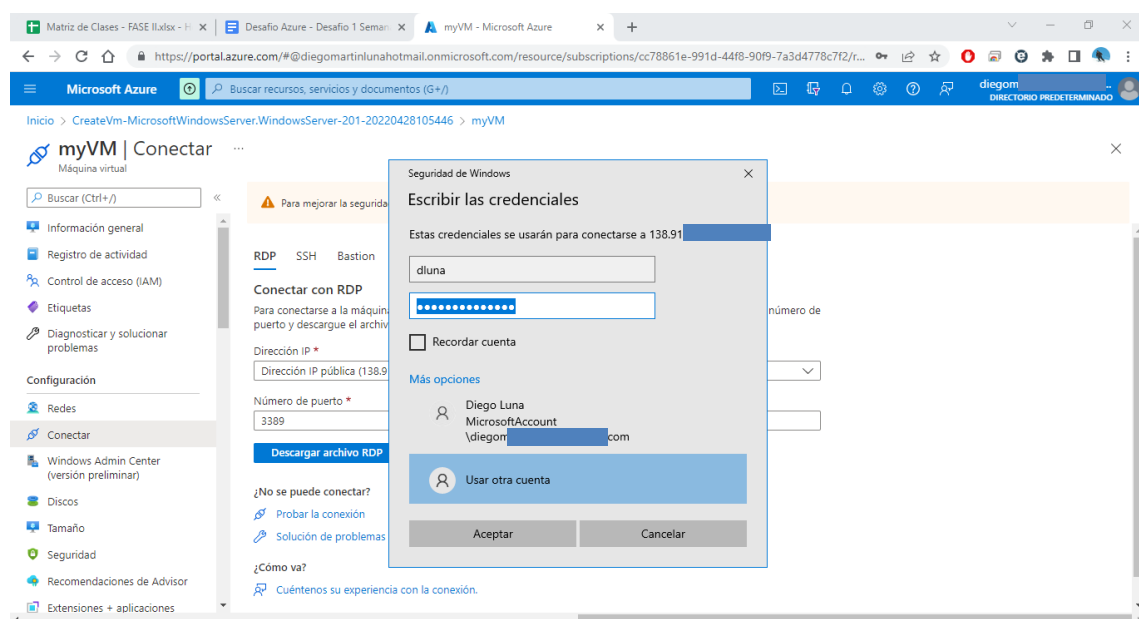 Matriz de Clases - FASE II.xlsx - H
Desafio Azure - Desafio 1 Seman
myVM - Microsoft Azure
https://portal.azure.com/#@diegomartinlunahotmail.onmicrosoft.com/resource/subscriptions/cc78861e-991d-44f8-90f9-7a3d4778c7f2/r...
Microsoft Azure
Buscar recursos, servicios y documentos (G+/)
diegom
..
DIRECTORIO PREDETERMINADO
Inicio > CreateVm-MicrosoftWindowsServer.WindowsServer-201-20220428105446 > myVM
myVM | Conectar ...
Máquina virtual
Buscar (Ctrl+/)
Información general
Registro de actividad
Control de acceso (IAM)
Etiquetas
Diagnosticar y solucionar
problemas
Configuración
Redes
Conectar
Windows Admin Center
(versión preliminar)
Discos
Tamaño
Seguridad
Recomendaciones de Advisor
Extensiones + aplicaciones
Para mejorar la segurida
RDP SSH Bastion
Conectar con RDP
Para conectarse a la máquin
número de
puerto y descargue el archiv
Dirección IP *
Dirección IP pública (138.9
Número de puerto *
3389
Descargar archivo RDP
¿No se puede conectar?
Probar la conexión
Solución de problemas
¿Cómo va?
Cuéntenos su experiencia con la conexión.
Seguridad de Windows
Escribir las credenciales
Estas credenciales se usarán para conectarse a 138.91
dluna
••••••••••••••
Recordar cuenta
Más opciones
Diego Luna
MicrosoftAccount
\diegom
com
Usar otra cuenta
Aceptar
Cancelar